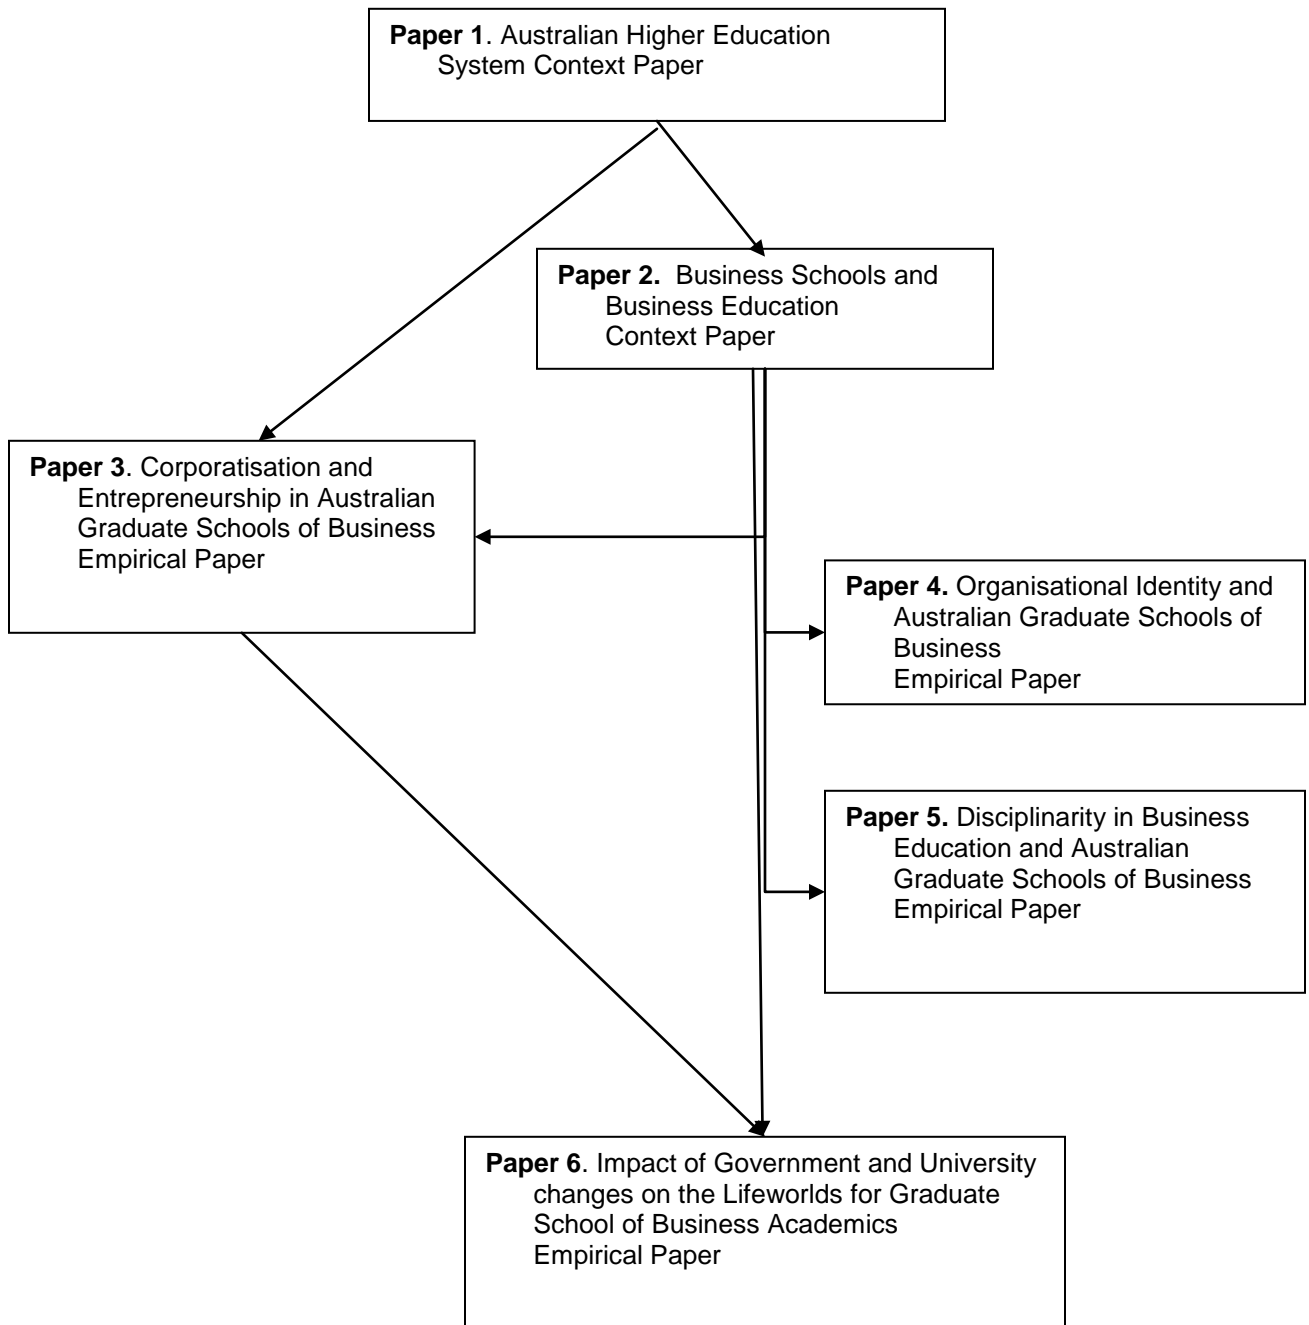 Paper 1. Australian Higher Education
System Context Paper
Paper 2. Business Schools and
Business Education
Context Paper
Paper 3. Corporatisation and
Entrepreneurship in Australian
Graduate Schools of Business
Empirical Paper
Paper 4. Organisational Identity and
Australian Graduate Schools of
Business
Empirical Paper
Paper 5. Disciplinarity in Business
Education and Australian
Graduate Schools of Business
Empirical Paper
Paper 6. Impact of Government and University
changes on the Lifeworlds for Graduate
School of Business Academics
Empirical Paper